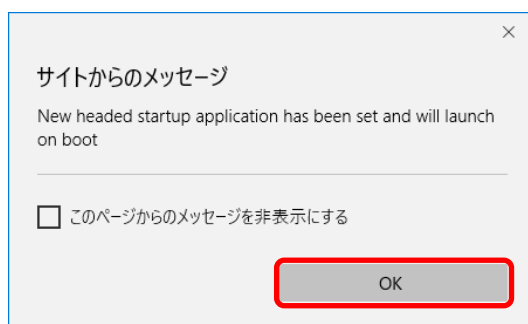 サイトからのメッセージ
New headed startup application has been set and will launch
on boot
このページからのメッセージを非表示にする
OK